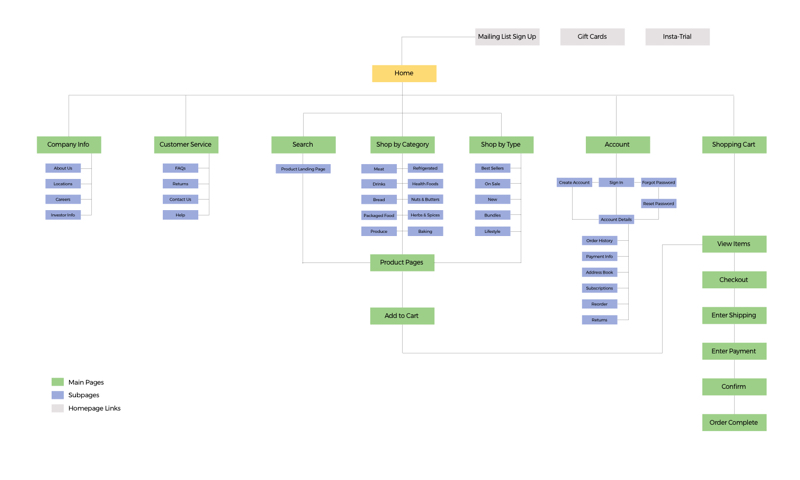 Mailing List Sign Up
Gift Cards
Insta-Trial
Home
Company Info
Customer Service
Search
Shop by Category
Shop by Type
Account
Shopping Cart
About Us
Locations
Careers
Investor Info
FAQs
Returns
Contact Us
Help
Product Landing Page
Meat
Refrigerated
Drinks
Health Foods
Bread
Nuts & Butters
Packaged Food
Herbs & Spices
Produce
Baking
Best Sellers
On Sale
New
Bundles
Lifestyle
Create Account
Sign In
Forgot Password
Reset Password
Account Details
Order History
Payment Info
Address Book
Subscriptions
Reorder
Returns
Product Pages
Add to Cart
View Items
Checkout
Enter Shipping
Enter Payment
Confirm
Order Complete
Main Pages
Subpages
Homepage Links